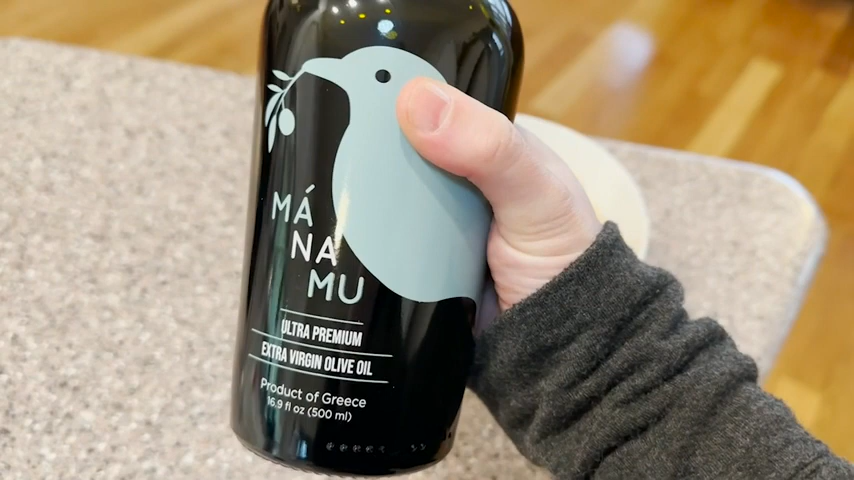 MÁ
NA
MU
ULTRA PREMIUM
EXTRA VIRGIN OLIVE OIL
Product of Greece
16.9 fl oz (500 ml)